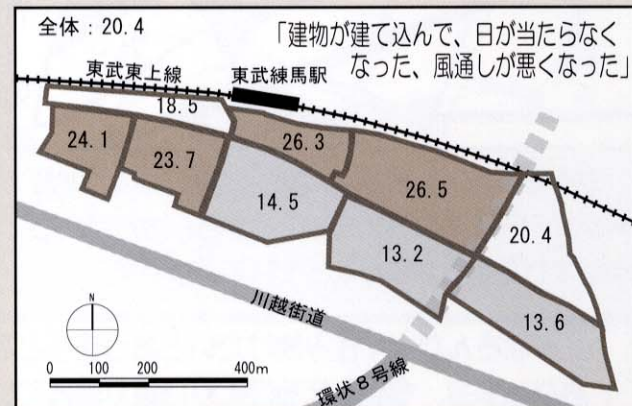 全体：20.4
「建物が建て込んで、日が当たらなく
なった、風通しが悪くなった」
東武東上線
東武練馬駅
18.5
24.1
23.7
26.3
14.5
26.5
13.2
20.4
13.6
川越街道
環状８号線
N
0 100 200 400m